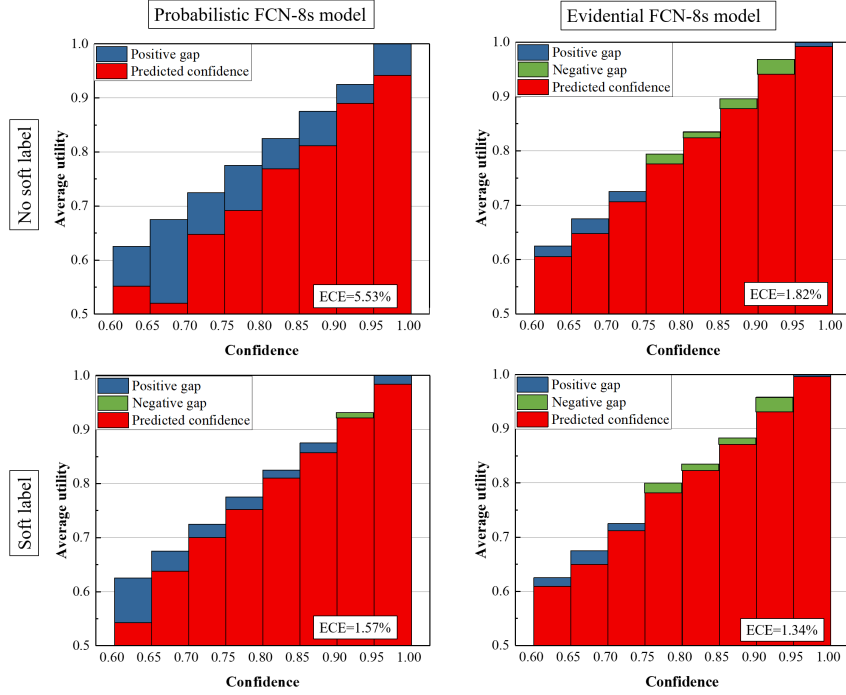 Probabilistic FCN-8s model
Evidential FCN-8s model
No soft label
Soft label
Average utility
1.0
0.9
0.8
0.7
0.6
0.5
Positive gap
Predicted confidence
ECE=5.53%
0.60 0.65 0.70 0.75 0.80 0.85 0.90 0.95 1.00
Confidence
Average utility
1.0
0.9
0.8
0.7
0.6
0.5
Positive gap
Negative gap
Predicted confidence
ECE=1.82%
0.60 0.65 0.70 0.75 0.80 0.85 0.90 0.95 1.00
Confidence
Average utility
1.0
0.9
0.8
0.7
0.6
0.5
Positive gap
Negative gap
Predicted confidence
ECE=1.57%
0.60 0.65 0.70 0.75 0.80 0.85 0.90 0.95 1.00
Confidence
Average utility
1.0
0.9
0.8
0.7
0.6
0.5
Positive gap
Negative gap
Predicted confidence
ECE=1.34%
0.60 0.65 0.70 0.75 0.80 0.85 0.90 0.95 1.00
Confidence